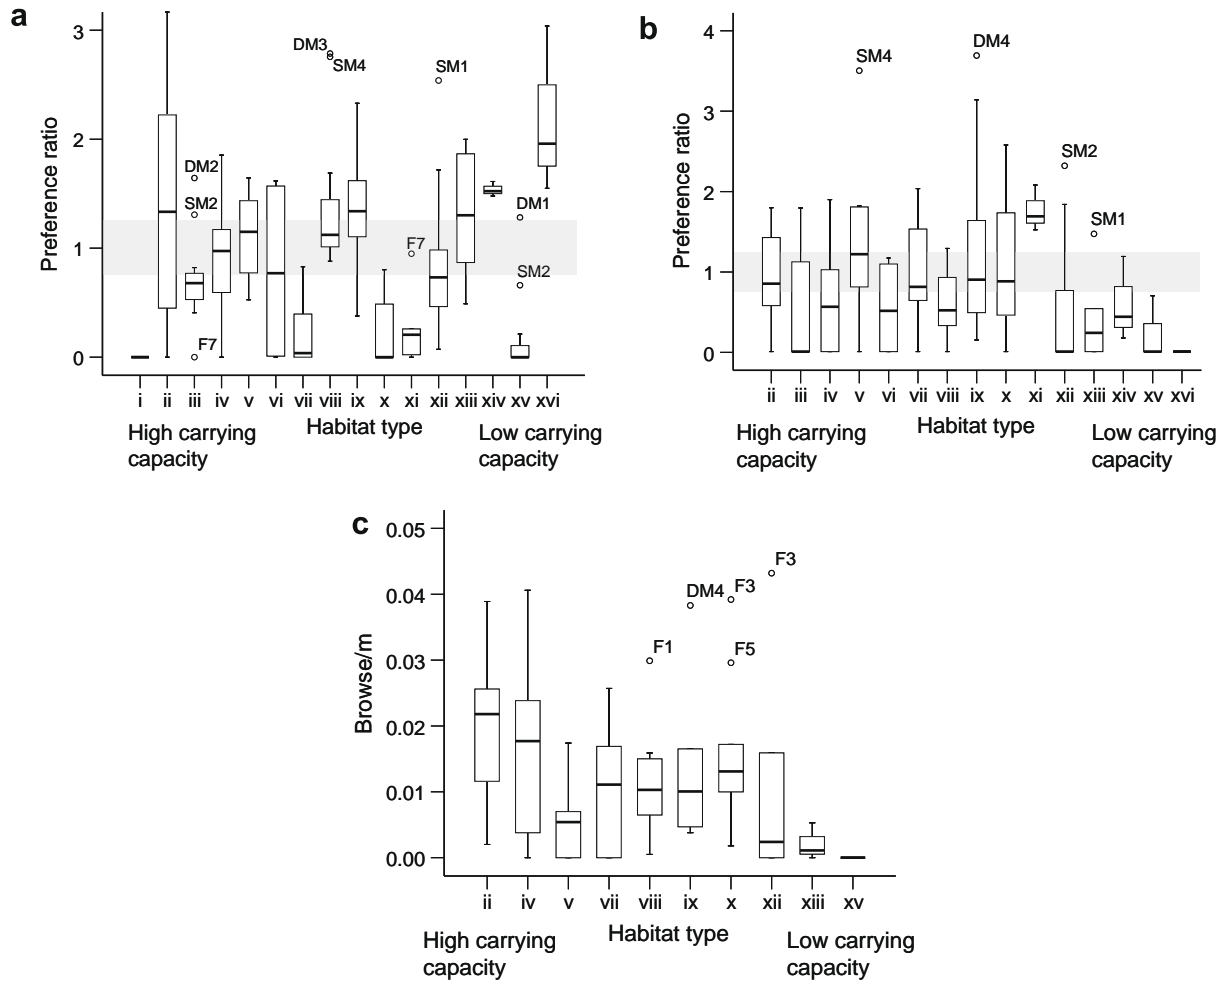 a
Preference ratio
3
2
1
0
DM3
SM4
SM1
DM2
SM2
F7
F7
DM1
SM2
i ii iii iv v vi vii viii ix x xi xii xiii xiv xv xvi
High carrying
capacity
Habitat type
Low carrying
capacity
b
Preference ratio
4
3
2
1
0
SM4
DM4
SM2
SM1
ii iii iv v vi vii viii ix x xi xii xiii xiv xv xvi
High carrying
capacity
Habitat type
Low carrying
capacity
c
Browse/m
0.05
0.04
0.03
0.02
0.01
0.00
F1
DM4
F3
F5
F3
ii iv v vii viii ix x xii xiii xv
High carrying
capacity
Habitat type
Low carrying
capacity